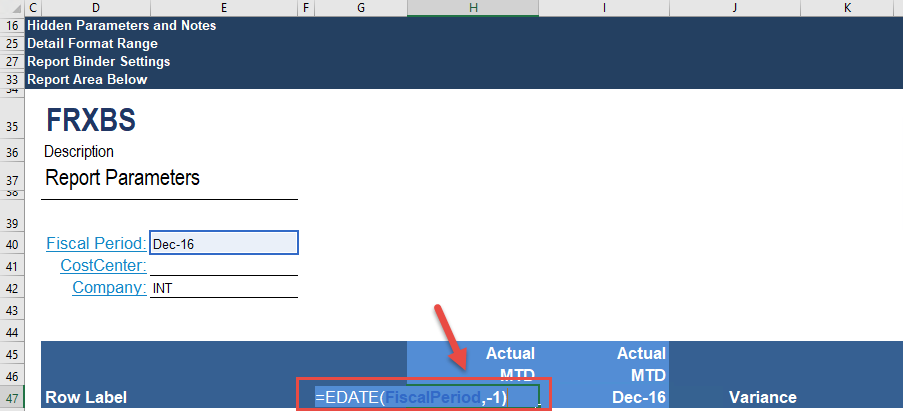 C D E F G H I J K
16 Hidden Parameters and Notes
25 Detail Format Range
27 Report Binder Settings
33 Report Area Below
34
35 FRXBS
36 Description
37 Report Parameters
38
39
40 Fiscal Period: Dec-16
41 CostCenter:
42 Company: INT
43
44
45 Actual Actual
46 MTD MTD
47 Row Label =EDATE(FiscalPeriod,-1) Dec-16 Variance